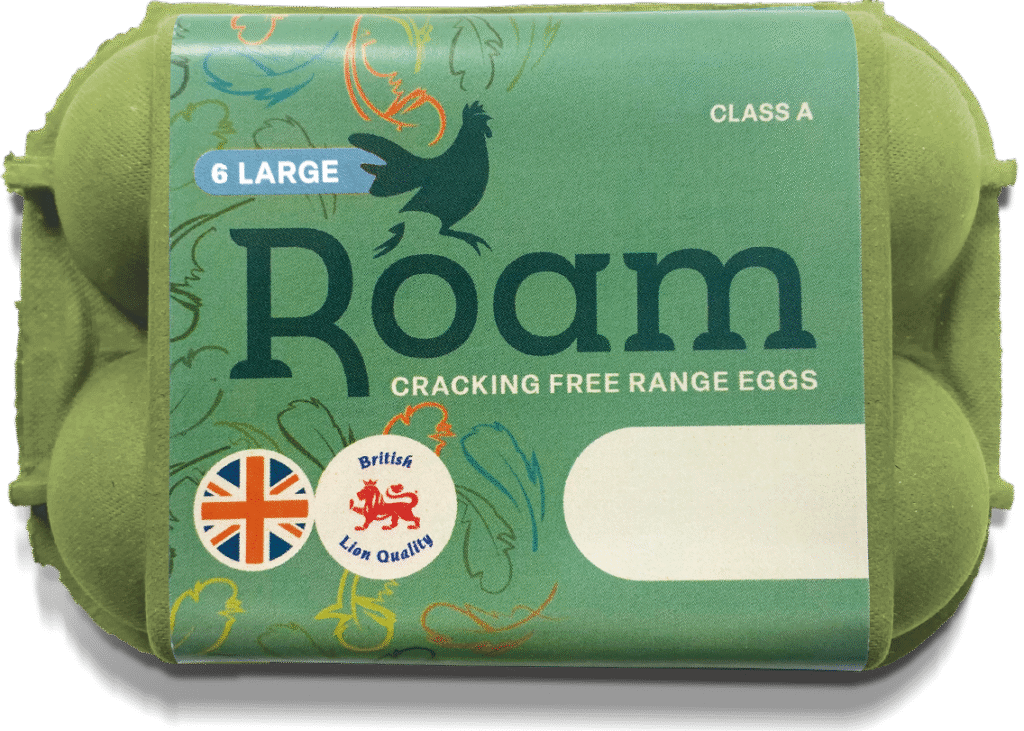 CLASS A
6 LARGE
Roam
CRACKING FREE RANGE EGGS
British
Lion Quality